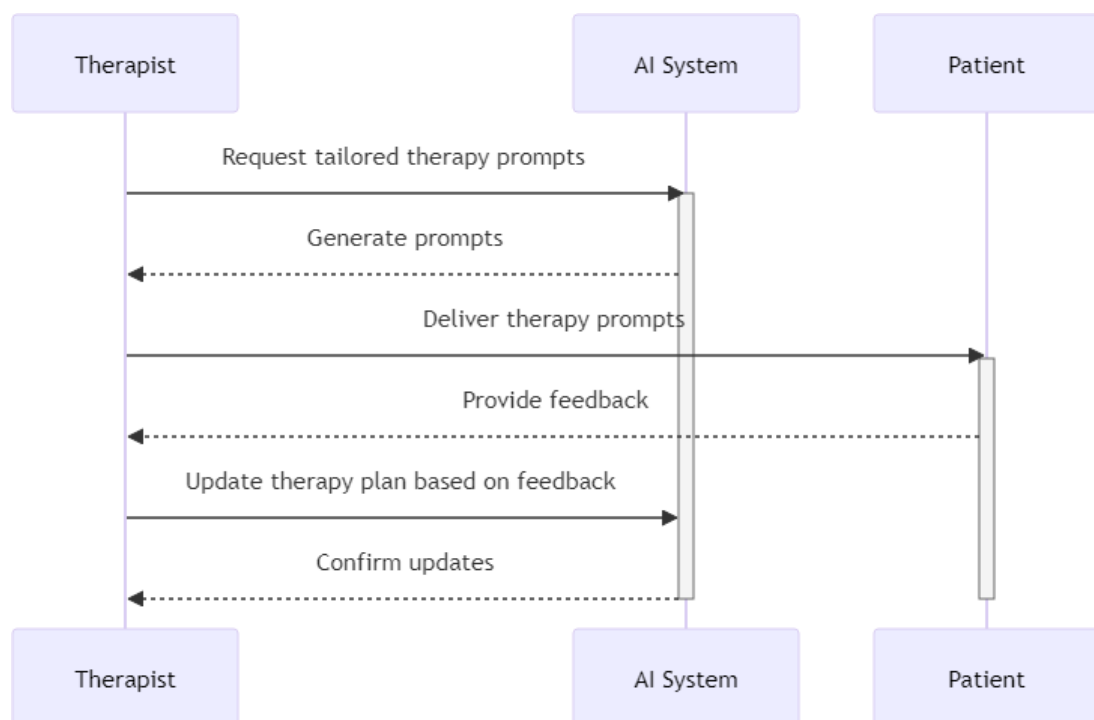 Therapist
AI System
Patient
Request tailored therapy prompts
Generate prompts
Deliver therapy prompts
Provide feedback
Update therapy plan based on feedback
Confirm updates
Therapist
AI System
Patient